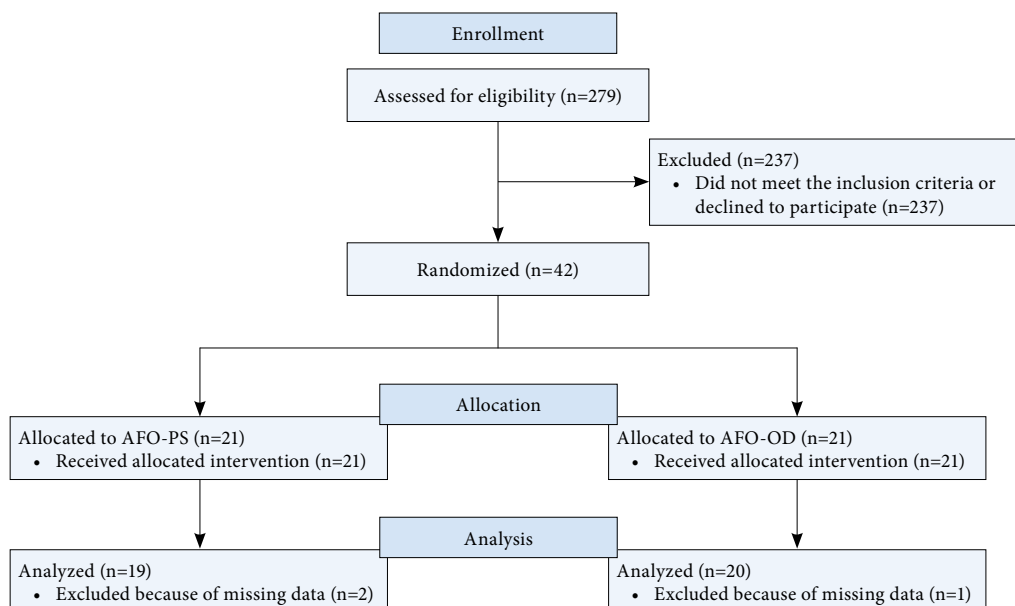 Enrollment
Assessed for eligibility (n=279)
Excluded (n=237)
• Did not meet the inclusion criteria or
declined to participate (n=237)
Randomized (n=42)
Allocation
Allocated to AFO-PS (n=21)
• Received allocated intervention (n=21)
Allocated to AFO-OD (n=21)
• Received allocated intervention (n=21)
Analysis
Analyzed (n=19)
• Excluded because of missing data (n=2)
Analyzed (n=20)
• Excluded because of missing data (n=1)